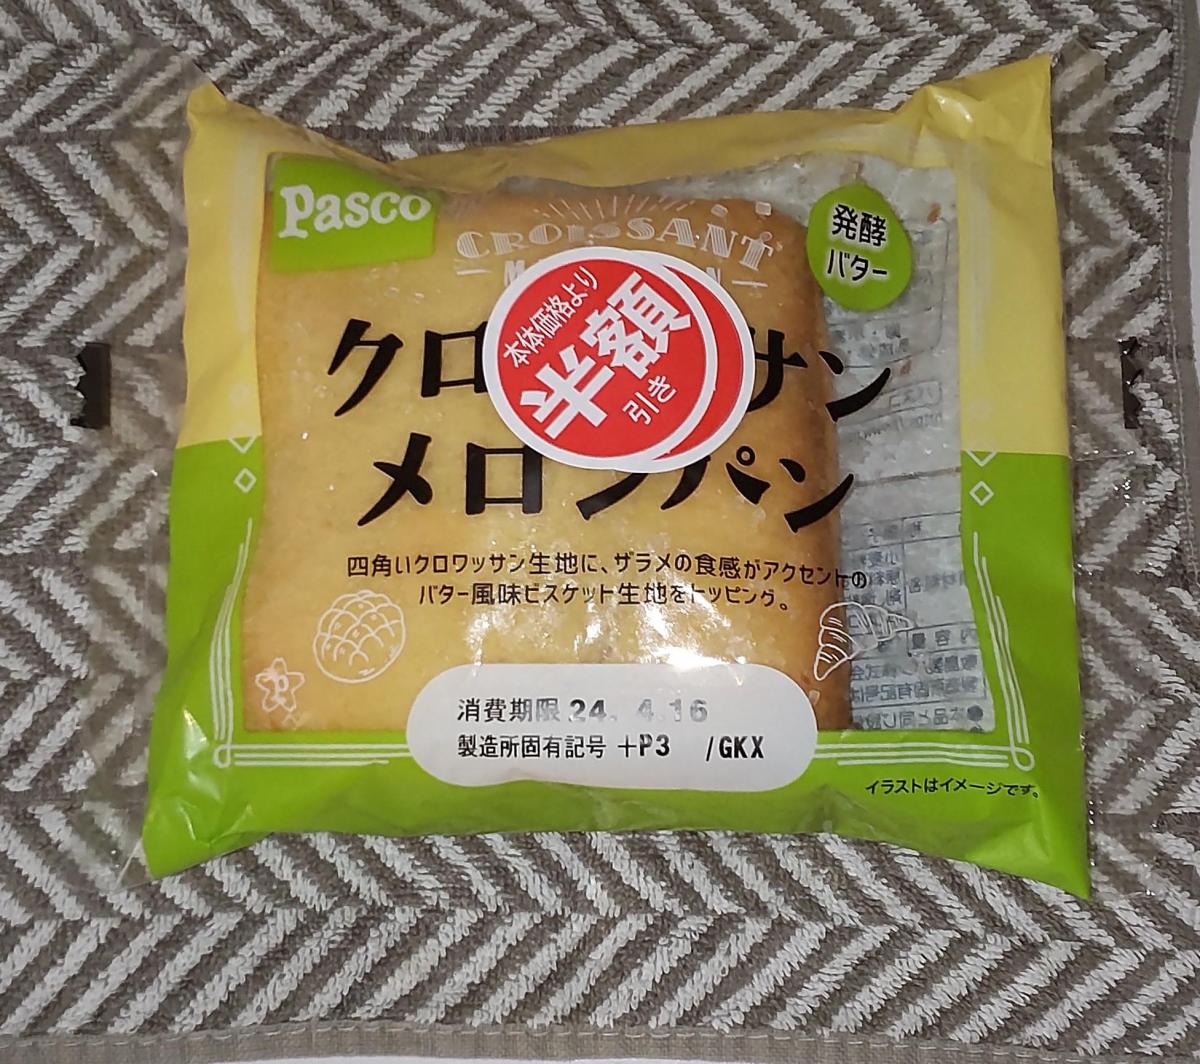 Pasco
CROISSANT
発酵
バター
本体価格より
半額
引き
クロ サン
メロンパン
四角いクロワッサン生地に、ザラメの食感がアクセントの
バター風味ビスケット生地をトッピング。
消費期限 24. 4.16
製造所固有記号 +P3 /GKX
イラストはイメージです。